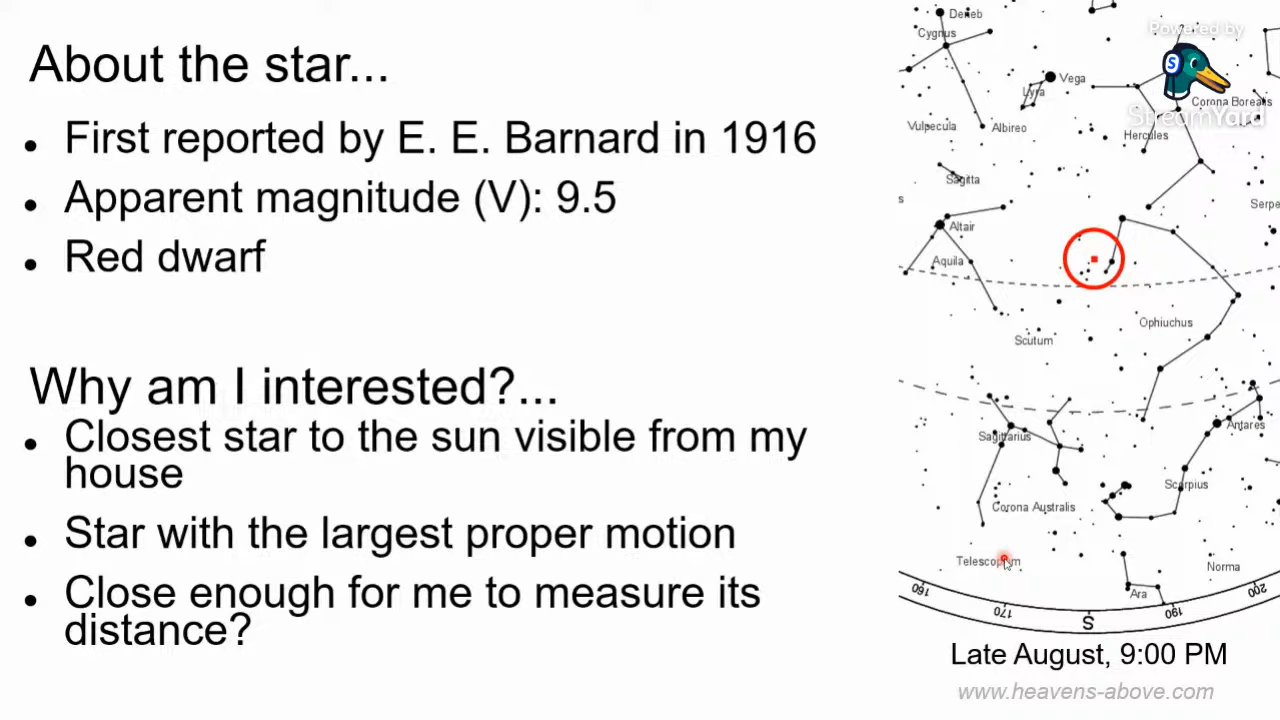 About the star...
First reported by E. E. Barnard in 1916
Apparent magnitude (V): 9.5
Red dwarf
Why am I interested?...
Closest star to the sun visible from my
house
Star with the largest proper motion
Close enough for me to measure its
distance?
Deneb
Cygnus
Powered by
StreamYard
Vega
Lyra
Corona Borealis
Vulpecula
Albireo
Hercules
Sagitta
s
Serpe
Altair
Aquila
Ophiuchus
Scutum
Sagittarius
Antares
Scorpius
Corona Australis
Telescopium
Norma
Ara
160
170
S
190
200
Late August, 9:00 PM
www.heavens-above.com